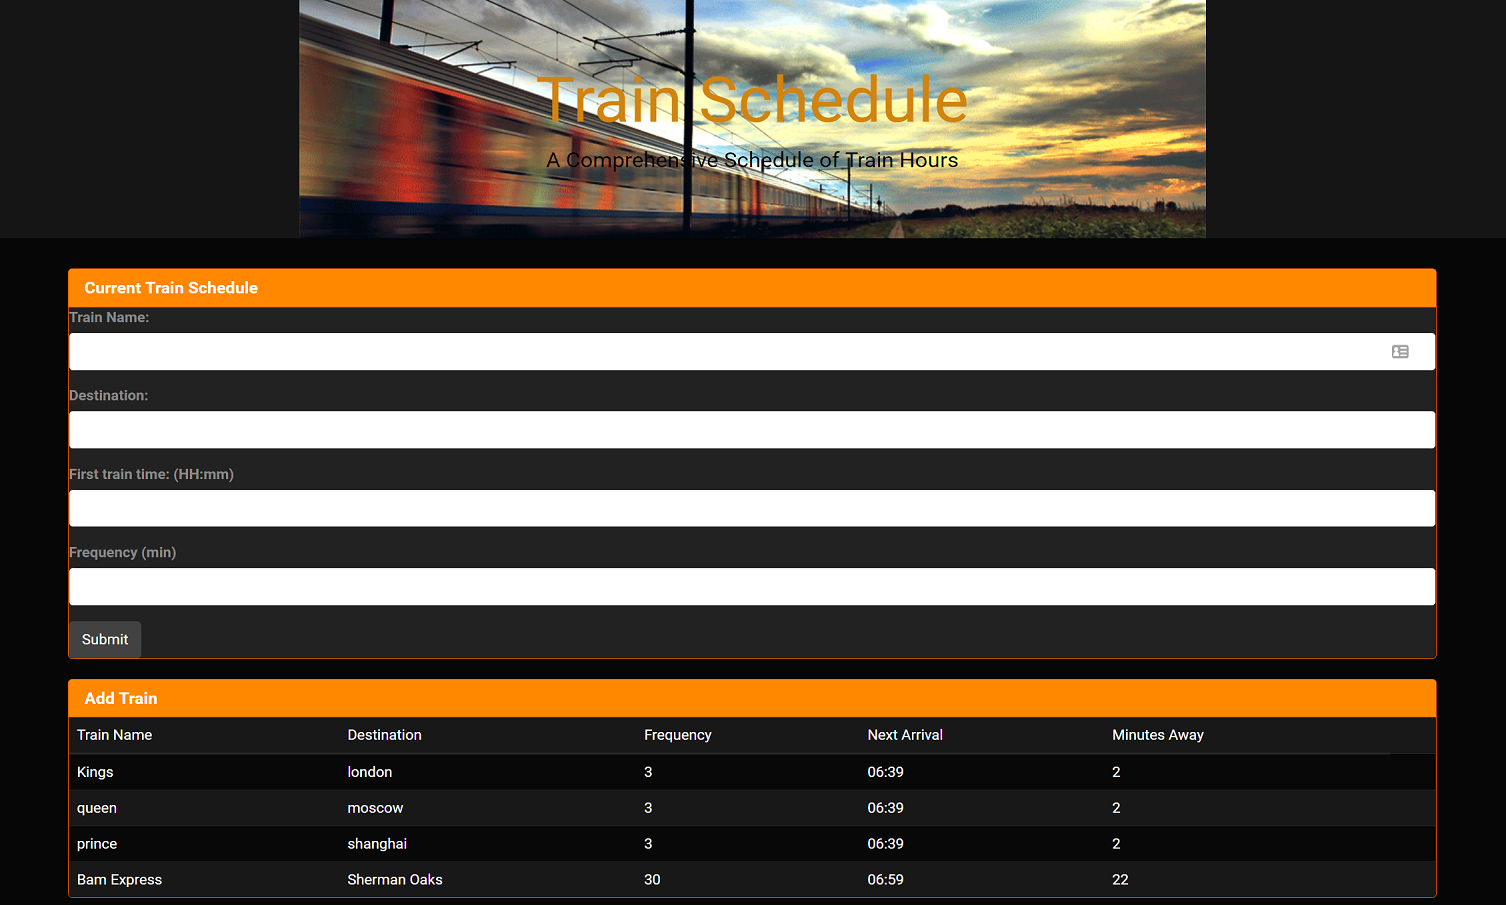 Train Schedule
A Comprehensive Schedule of Train Hours
Current Train Schedule
Train Name:
Destination:
First train time: (HH:mm)
Frequency (min)
Submit
Add Train
Train Name Destination Frequency Next Arrival Minutes Away
Kings london 3 06:39 2
queen moscow 3 06:39 2
prince shanghai 3 06:39 2
Bam Express Sherman Oaks 30 06:59 22